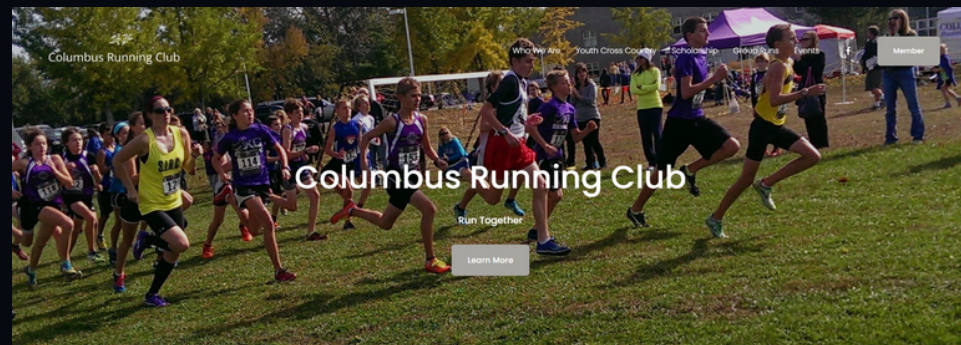 Columbus Running Club
Who We Are Youth Cross Country Scholarship Group Runs Events f Member
114
Columbus Running Club
Run Together
Learn More